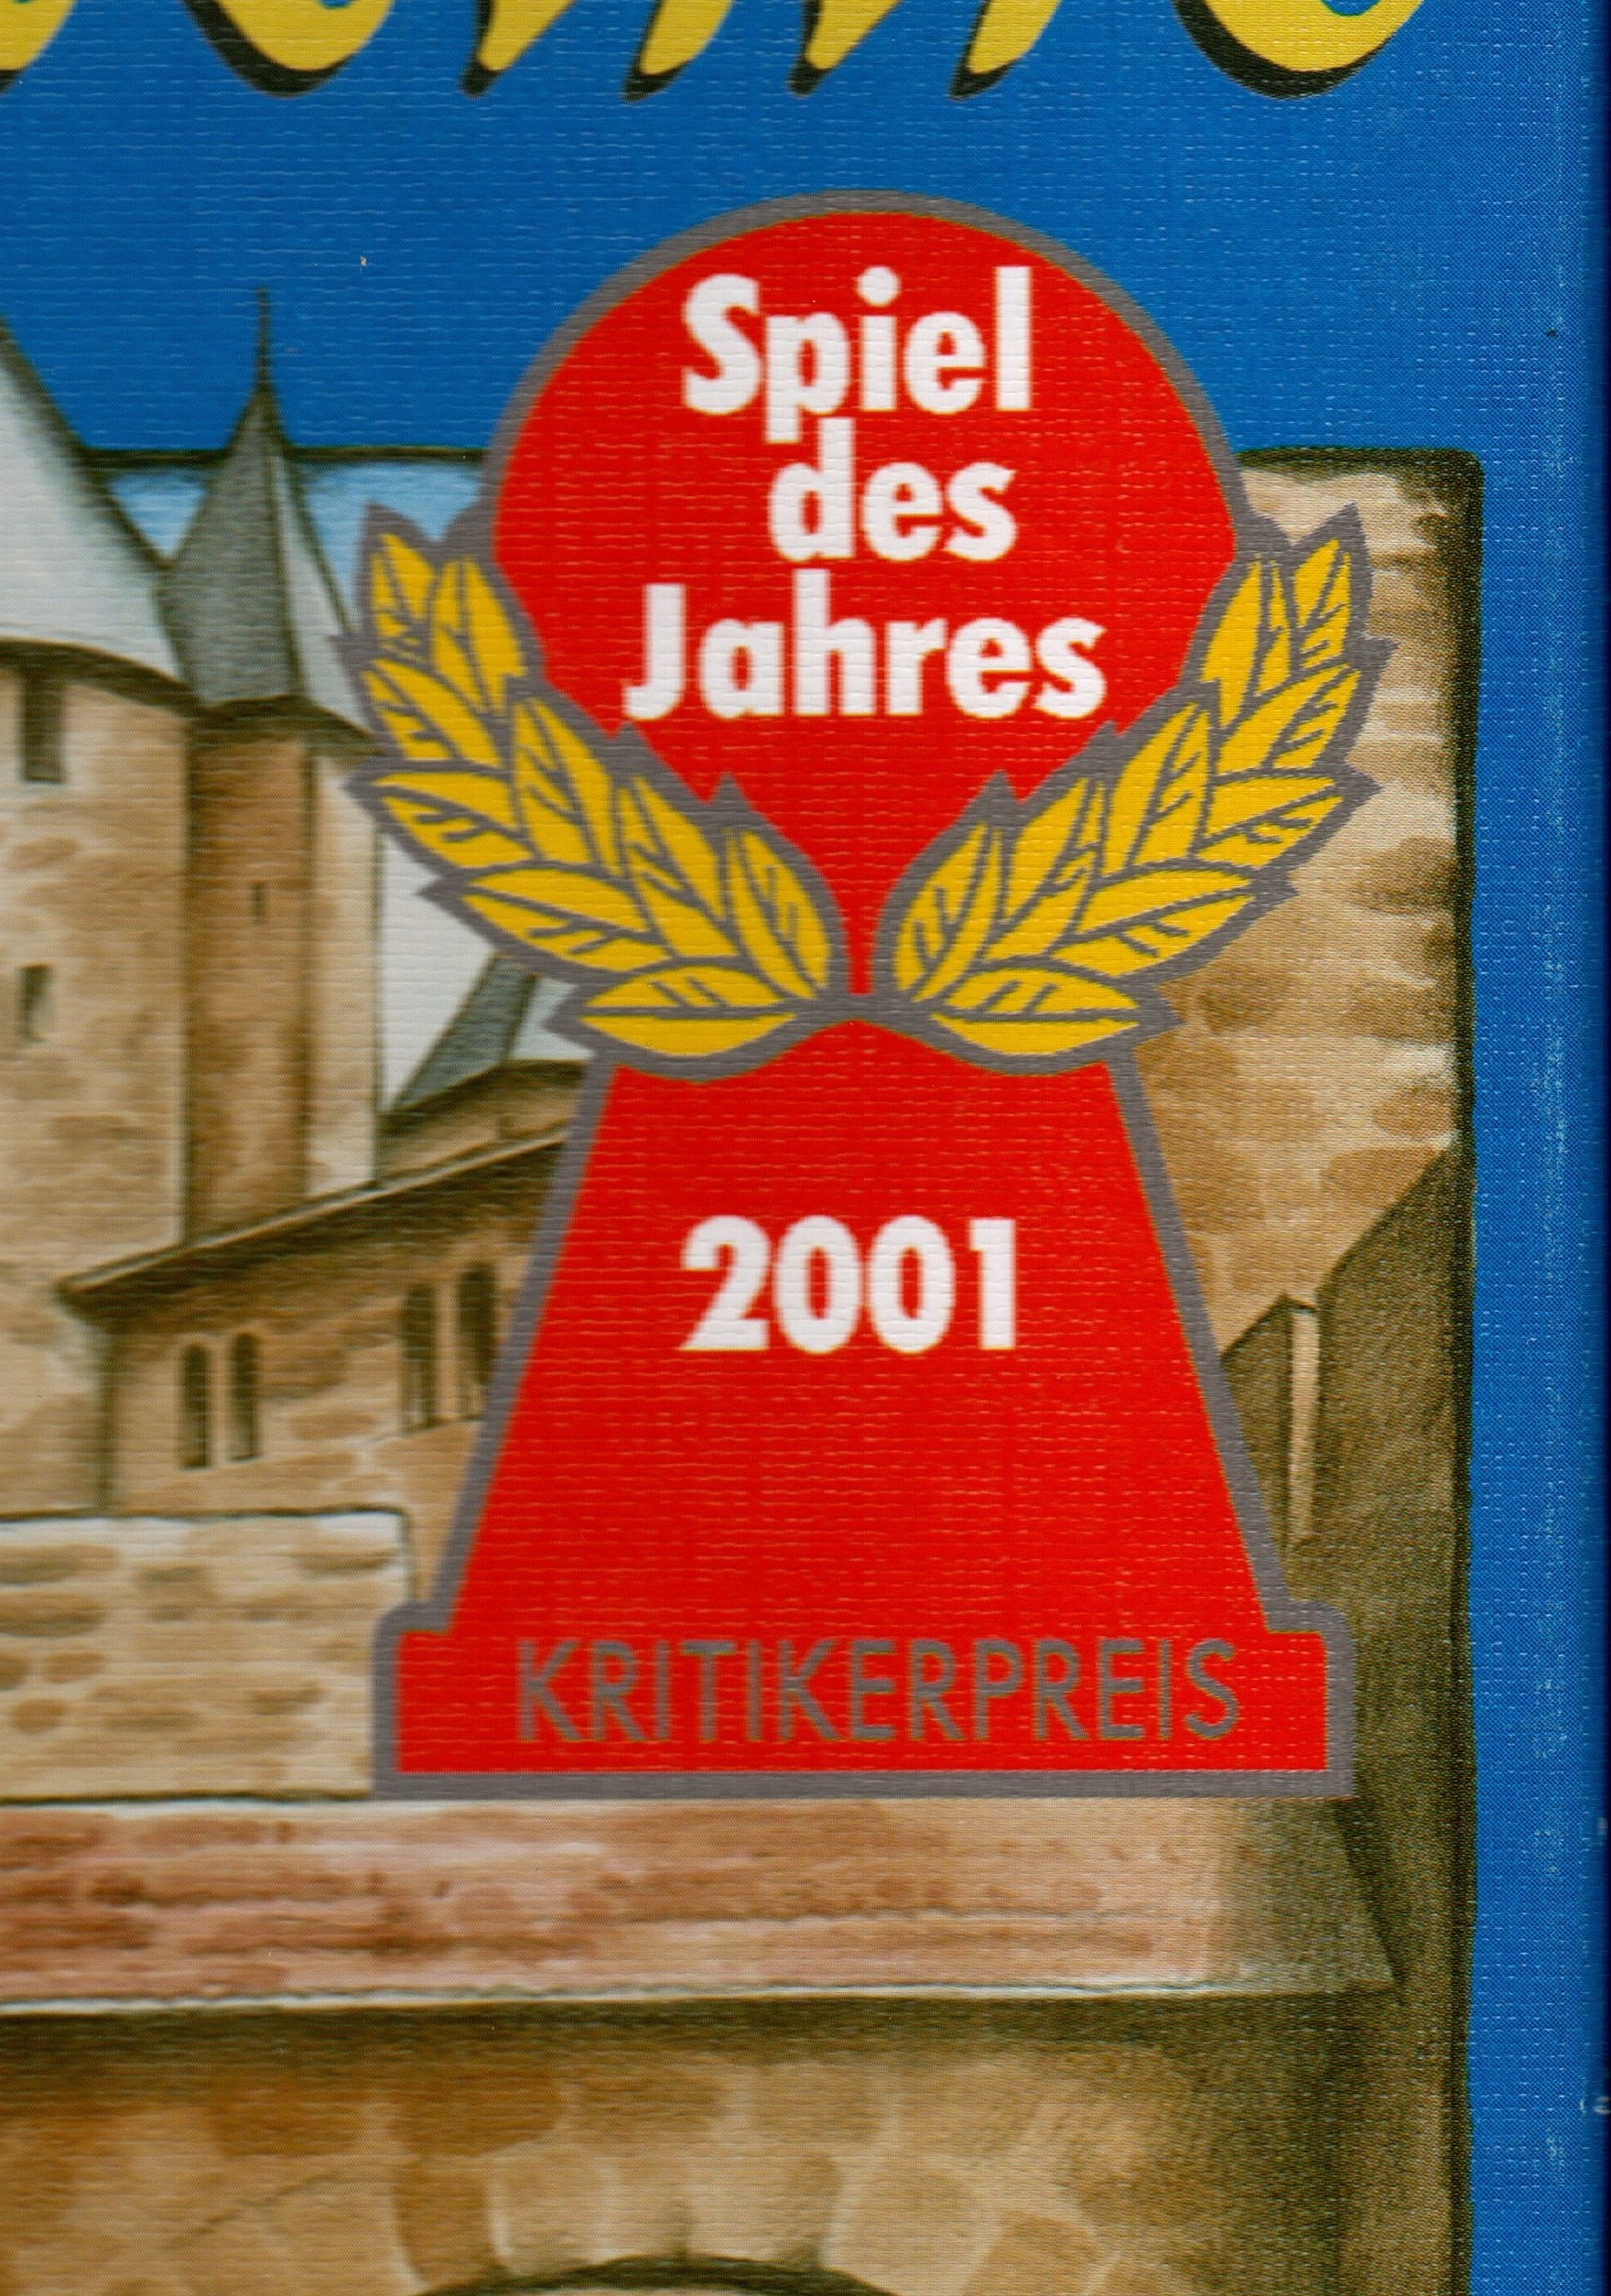 Spiel
des
Jahres
2001
KRITIKERPREIS